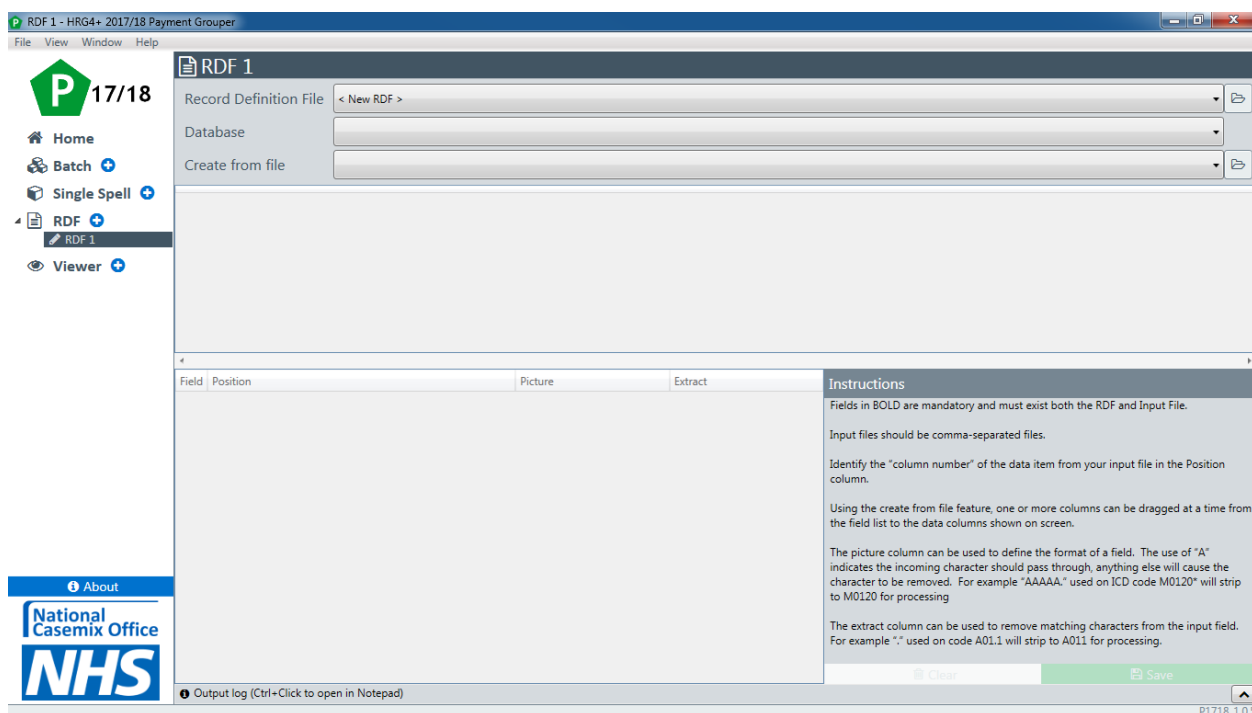 RDF 1 - HRG4+ 2017/18 Payment Grouper
File View Window Help
P 17/18
Home
Batch
Single Spell
RDF
RDF 1
Viewer
RDF 1
Record Definition File < New RDF >
Database
Create from file
Field Position Picture Extract
Instructions
Fields in BOLD are mandatory and must exist both the RDF and Input File.
Input files should be comma-separated files.
Identify the "column number" of the data item from your input file in the Position
column.
Using the create from file feature, one or more columns can be dragged at a time from
the field list to the data columns shown on screen.
The picture column can be used to define the format of a field. The use of "A"
indicates the incoming character should pass through, anything else will cause the
character to be removed. For example "AAAAA." used on ICD code M0120* will strip
to M0120 for processing
The extract column can be used to remove matching characters from the input field.
For example "." used on code A01.1 will strip to A011 for processing.
Clear Save
About
National
Casemix Office
NHS
Output log (Ctrl+Click to open in Notepad)